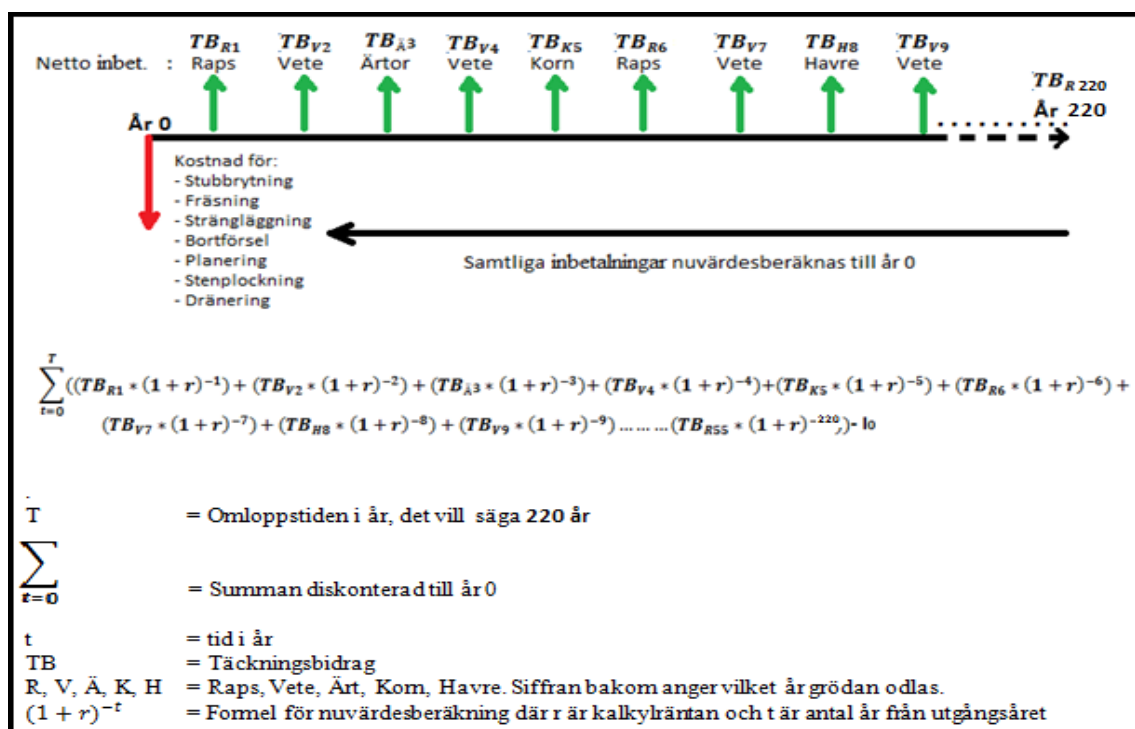 TB_R1 TB_V2 TB_Ä3 TB_V4 TB_K5 TB_R6 TB_V7 TB_H8 TB_V9
Netto inbet. : Raps Vete Ärtor Vete Korn Raps Vete Havre Vete
TB_R 220
År 0 År 220
Kostnad för:
- Stubbrytning
- Fräsning
- Strängläggning
- Bortförsel
- Planering
- Stenplockning
- Dränering
Samtliga inbetalningar nuvärdesberäknas till år 0
∑_{t=0}^{T}((TB_R1 * (1 + r)^-1) + (TB_V2 * (1 + r)^-2) + (TB_Ä3 * (1 + r)^-3)+ (TB_V4 * (1 + r)^-4)+(TB_K5 * (1 + r)^-5) + (TB_R6 * (1 + r)^-6) +
(TB_V7 * (1 + r)^-7) + (TB_H8 * (1 + r)^-8) + (TB_V9 * (1 + r)^-9) ... ... ... (TB_R55 * (1 + r)^-220,)- Io
T = Omloppstiden i år, det vill säga 220 år
∑_{t=0} = Summan diskonterad till år 0
t = tid i år
TB = Täckningsbidrag
R, V, Ä, K, H = Raps, Vete, Ärt, Korn, Havre. Siffran bakom anger vilket år grödan odlas.
(1 + r)^-t = Formel för nuvärdesberäkning där r är kalkylräntan och t är antal år från utgångsåret